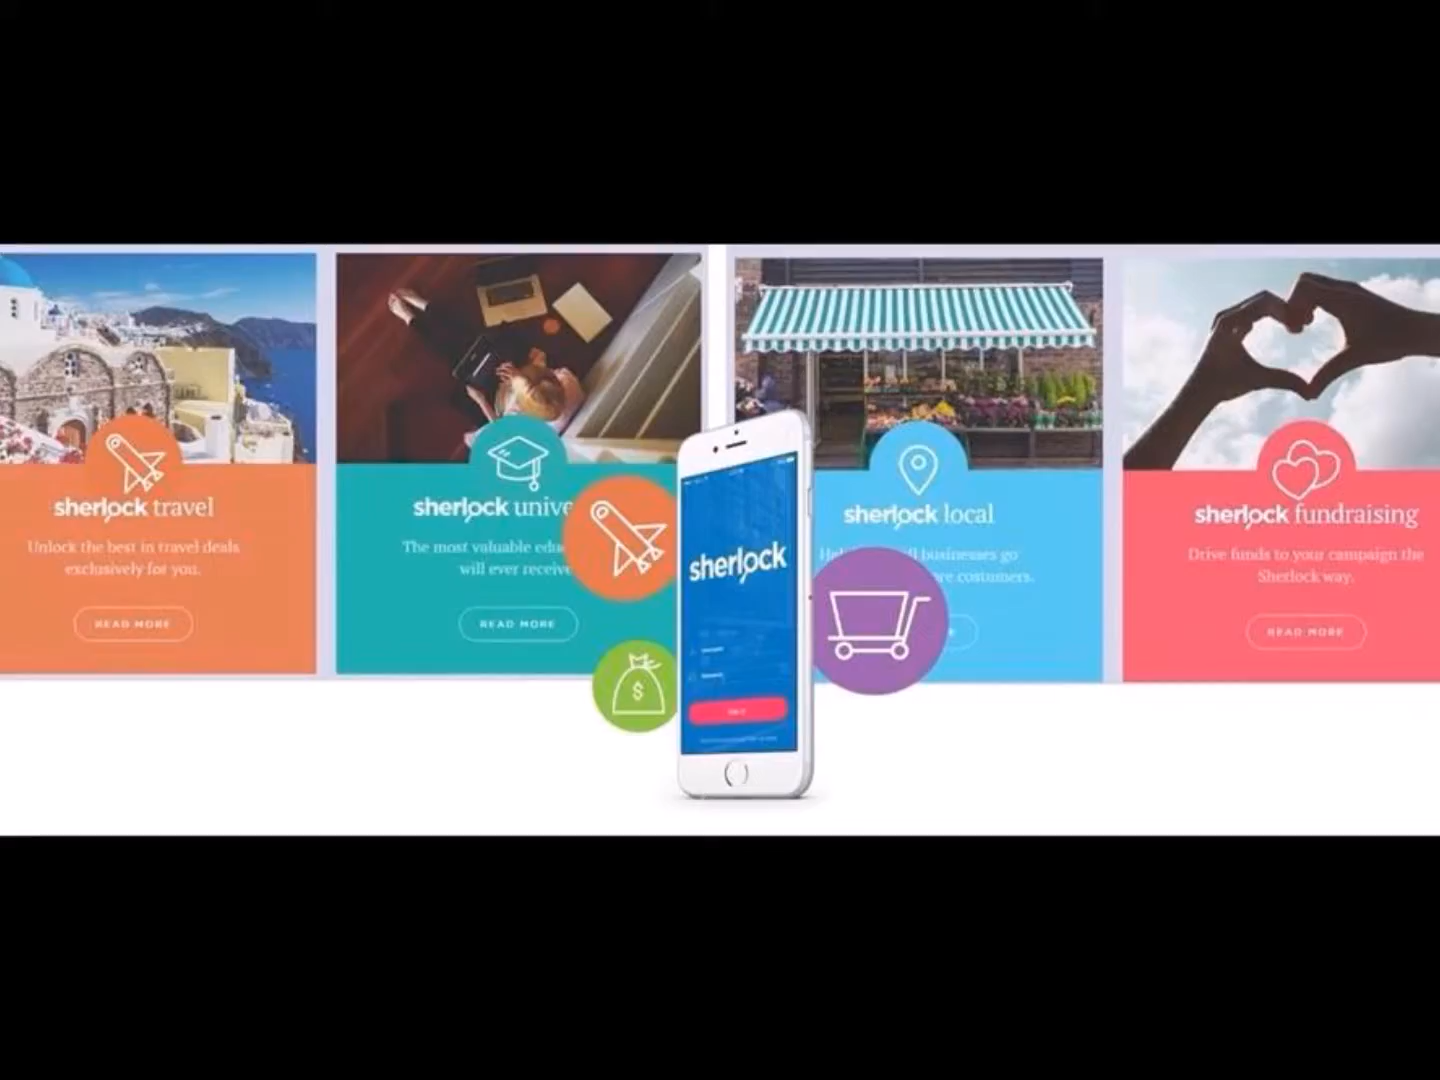 sherlock travel
Unlock the best in travel deals
exclusively for you.
READ MORE
sherlock unive
The most valuable edu
will ever receive
READ MORE
sherlock
sherlock local
businesses go
re costumers.
sherlock fundraising
Drive funds to your campaign the
Sherlock way.
READ MORE
$